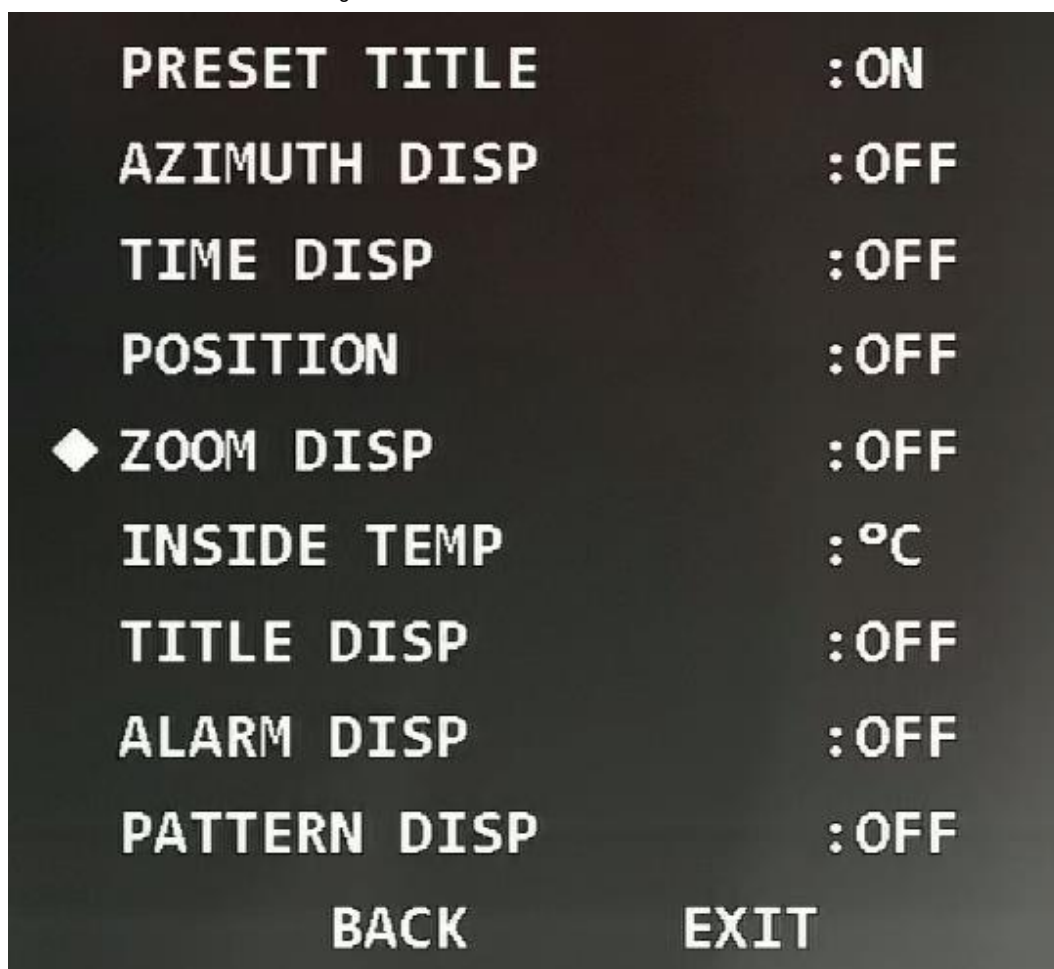 PRESET TITLE :ON
AZIMUTH DISP :OFF
TIME DISP :OFF
POSITION :OFF
ZOOM DISP :OFF
INSIDE TEMP :°C
TITLE DISP :OFF
ALARM DISP :OFF
PATTERN DISP :OFF
BACK EXIT